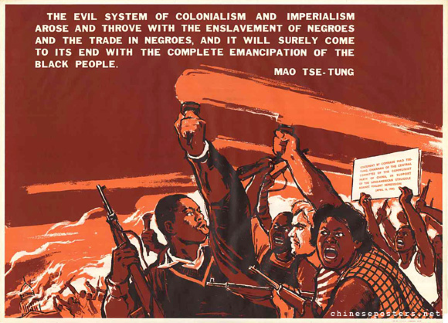 THE EVIL SYSTEM OF COLONIALISM AND IMPERIALISM
AROSE AND THROVE WITH THE ENSLAVEMENT OF NEGROES
AND THE TRADE IN NEGROES, AND IT WILL SURELY COME
TO ITS END WITH THE COMPLETE EMANCIPATION OF THE
BLACK PEOPLE.
MAO TSE-TUNG
chineseposters.net